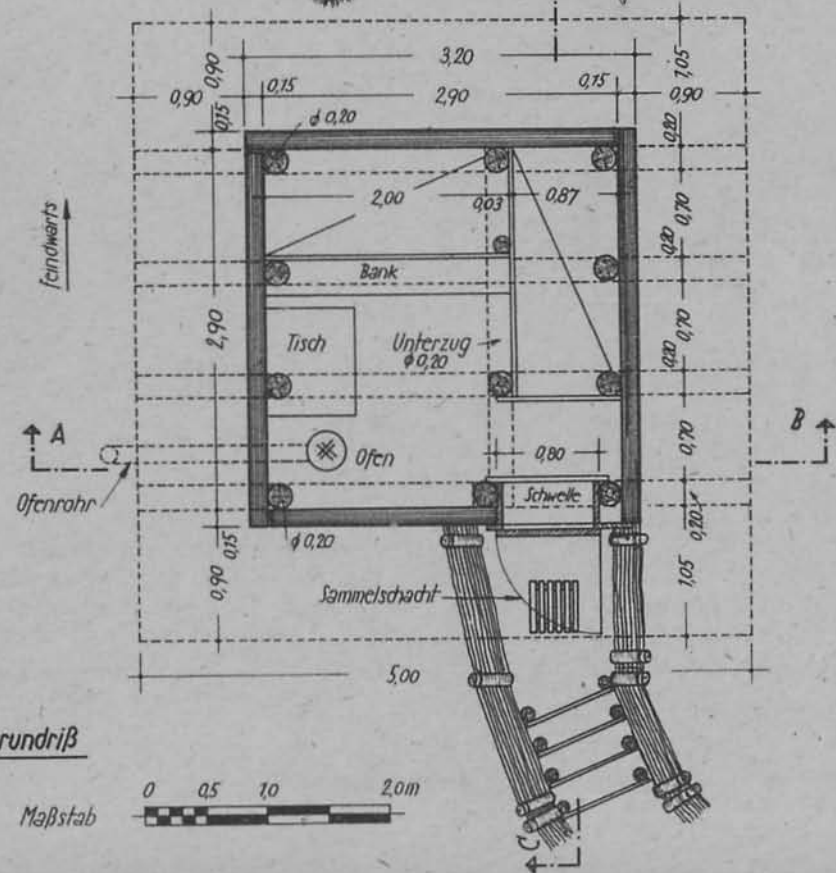 3,20
0,90
1,05
0,90
0,15
2,90
0,15
0,90
0,15
ϕ 0,20
0,20
2,00
0,03
0,87
0,70
feindwärts
0,20
Bank
2,90
Tisch
Unterzug
ϕ 0,20
0,70
0,20
A
B
0,80
0,70
Ofen
Ofenrohr
Schwelle
0,20
0,15
ϕ 0,20
0,90
Sammelschacht
1,05
5,00
rundriß
0 0,5 1,0 2,0m
Maßstab
C